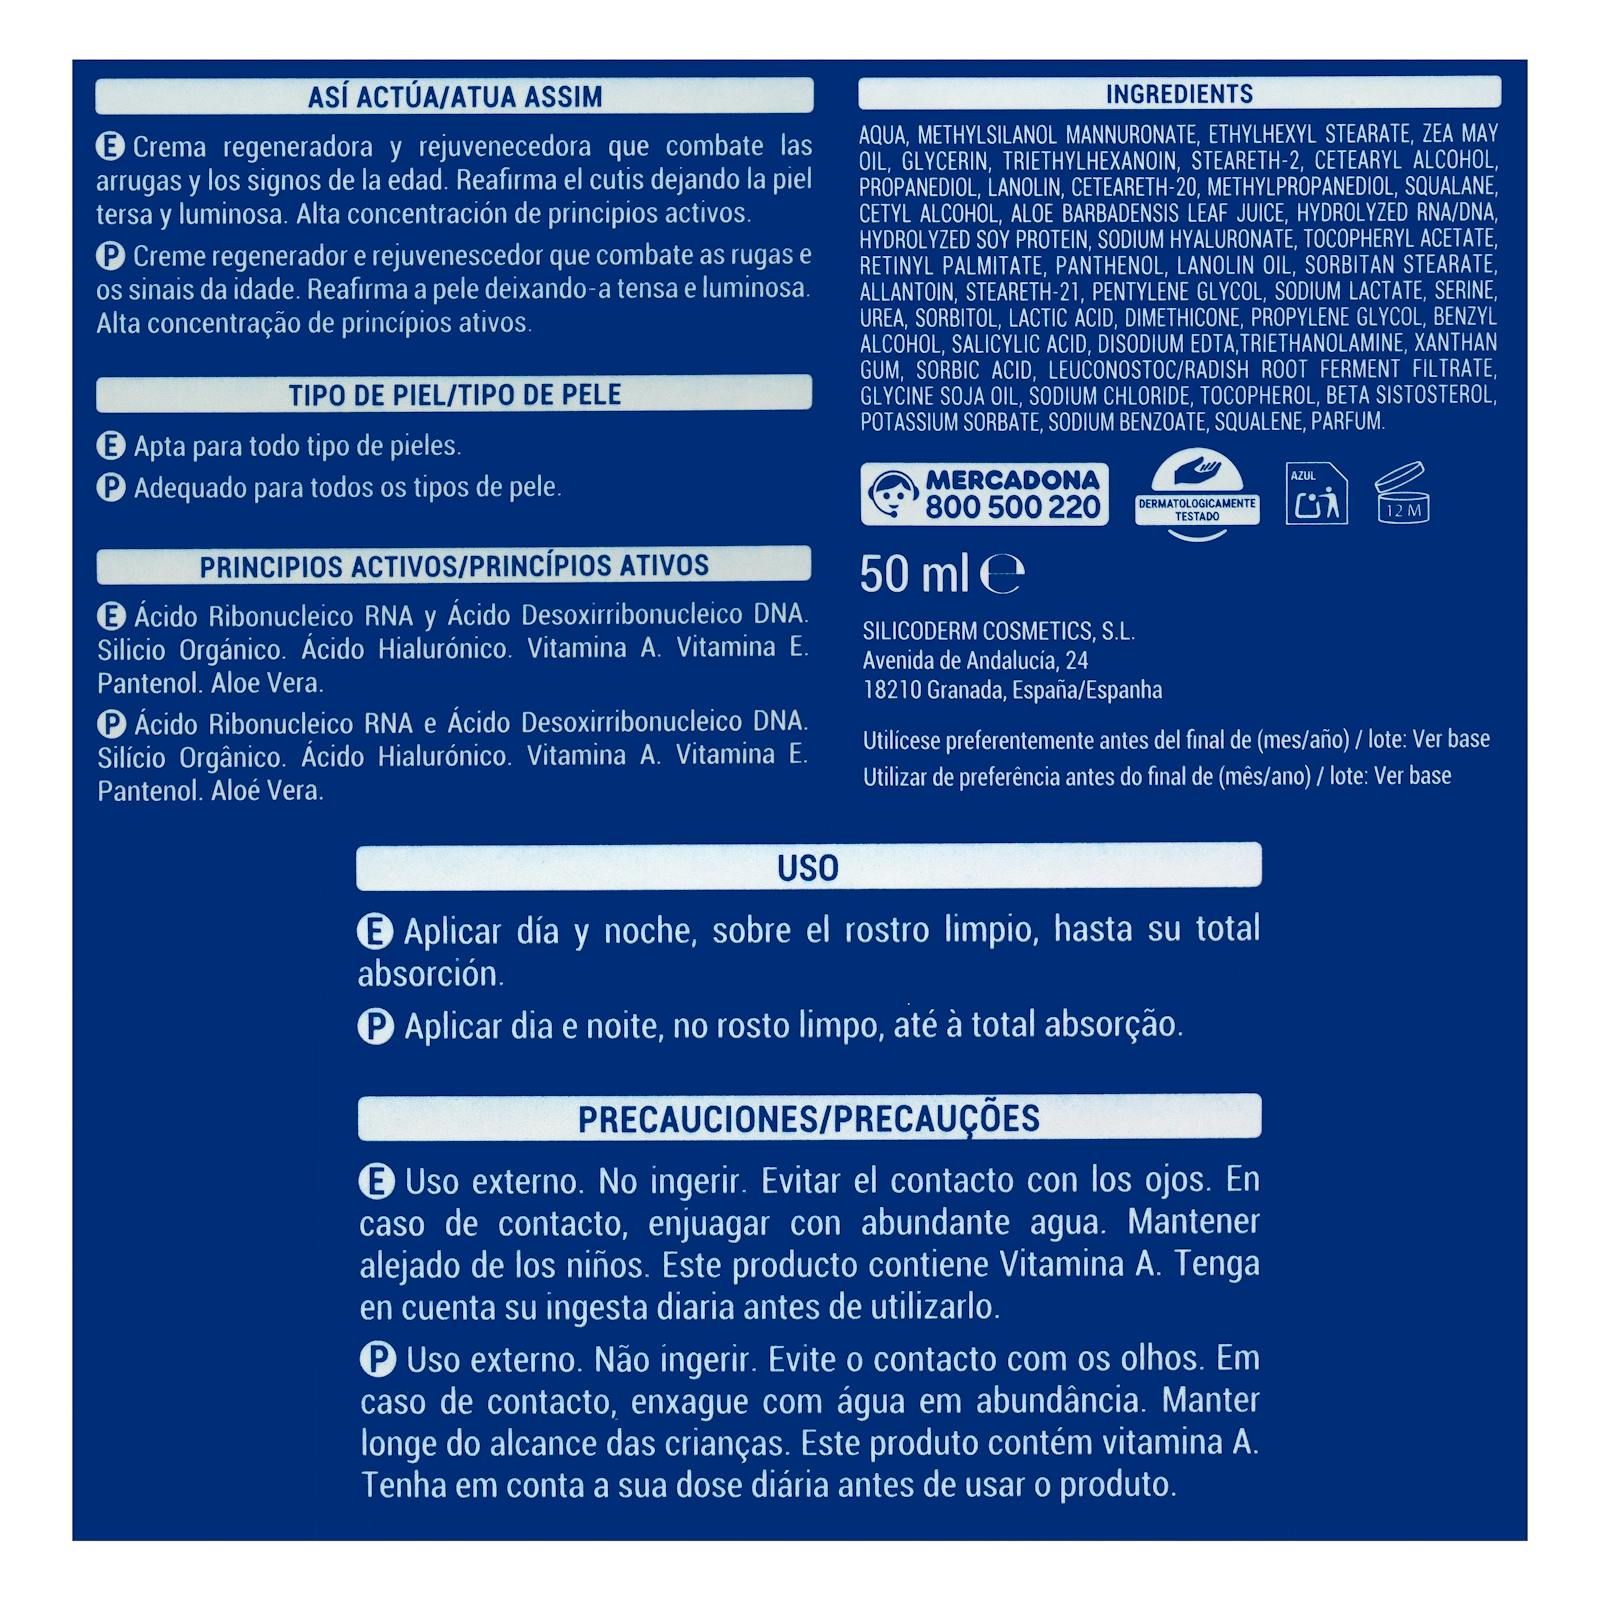 ASÍ ACTÚA/ATUA ASSIM
E Crema regeneradora y rejuvenecedora que combate las
arrugas y los signos de la edad. Reafirma el cutis dejando la piel
tersa y luminosa. Alta concentración de principios activos.
P Creme regenerador e rejuvenescedor que combate as rugas e
os sinais da idade. Reafirma a pele deixando-a tensa e luminosa.
Alta concentração de princípios ativos.
TIPO DE PIEL/TIPO DE PELE
E Apta para todo tipo de pieles.
P Adequado para todos os tipos de pele.
PRINCIPIOS ACTIVOS/PRINCÍPIOS ATIVOS
E Ácido Ribonucleico RNA y Ácido Desoxirribonucleico DNA.
Silicio Orgánico. Ácido Hialurónico. Vitamina A. Vitamina E.
Pantenol. Aloe Vera.
P Ácido Ribonucleico RNA e Ácido Desoxirribonucleico DNA.
Silício Orgânico. Ácido Hialurónico. Vitamina A. Vitamina E.
Pantenol. Aloé Vera.
INGREDIENTS
AQUA, METHYLSILANOL MANNURONATE, ETHYLHEXYL STEARATE, ZEA MAY
OIL, GLYCERIN, TRIETHYLHEXANOIN, STEARETH-2, CETEARYL ALCOHOL,
PROPANEDIOL, LANOLIN, CETEARETH-20, METHYLPROPANEDIOL, SQUALANE,
CETYL ALCOHOL, ALOE BARBADENSIS LEAF JUICE, HYDROLYZED RNA/DNA,
HYDROLYZED SOY PROTEIN, SODIUM HYALURONATE, TOCOPHERYL ACETATE,
RETINYL PALMITATE, PANTHENOL, LANOLIN OIL, SORBITAN STEARATE,
ALLANTOIN, STEARETH-21, PENTYLENE GLYCOL, SODIUM LACTATE, SERINE,
UREA, SORBITOL, LACTIC ACID, DIMETHICONE, PROPYLENE GLYCOL, BENZYL
ALCOHOL, SALICYLIC ACID, DISODIUM EDTA,TRIETHANOLAMINE, XANTHAN
GUM, SORBIC ACID, LEUCONOSTOC/RADISH ROOT FERMENT FILTRATE,
GLYCINE SOJA OIL, SODIUM CHLORIDE, TOCOPHEROL, BETA SISTOSTEROL,
POTASSIUM SORBATE, SODIUM BENZOATE, SQUALENE, PARFUM.
MERCADONA
800 500 220
DERMATOLOGICAMENTE
TESTADO
AZUL
12 M
50 ml e
SILICODERM COSMETICS, S.L.
Avenida de Andalucía, 24
18210 Granada, España/Espanha
Utilícese preferentemente antes del final de (mes/año) / lote: Ver base
Utilizar de preferência antes do final de (mês/ano) / lote: Ver base
USO
E Aplicar día y noche, sobre el rostro limpio, hasta su total
absorción.
P Aplicar dia e noite, no rosto limpo, até à total absorção.
PRECAUCIONES/PRECAUÇÕES
E Uso externo. No ingerir. Evitar el contacto con los ojos. En
caso de contacto, enjuagar con abundante agua. Mantener
alejado de los niños. Este producto contiene Vitamina A. Tenga
en cuenta su ingesta diaria antes de utilizarlo.
P Uso externo. Não ingerir. Evite o contacto com os olhos. Em
caso de contacto, enxague com água em abundância. Manter
longe do alcance das crianças. Este produto contém vitamina A.
Tenha em conta a sua dose diária antes de usar o produto.